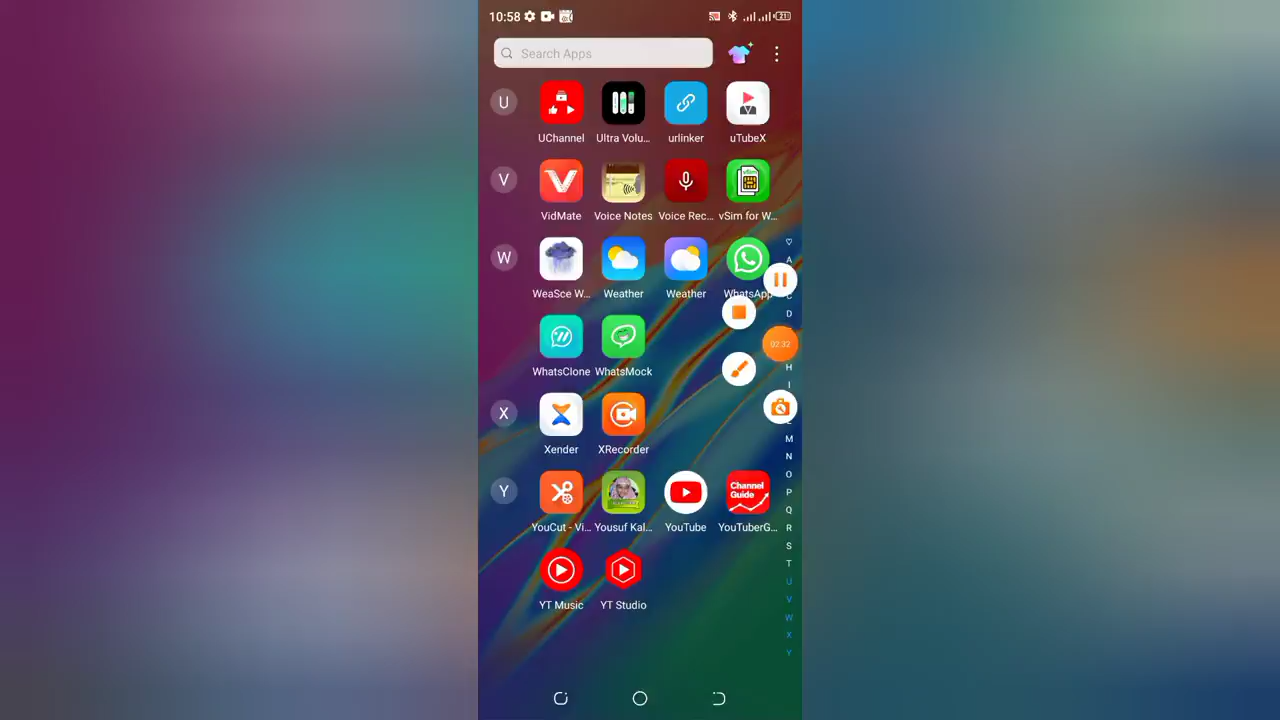 10:58 21
Search Apps
U
UChannel Ultra Volu... urlinker uTubeX
V
VidMate Voice Notes Voice Rec... vSim for W...
vSim
W
WeaSce W... Weather Weather WhatsApp
A
C
D
WhatsClone WhatsMock
02:32
H
I
X
Xender XRecorder
M
N
O
P
Q
R
S
T
U
V
W
X
Y
Y
Channel
Guide
YouCut - Vi... Yousuf Kal... YouTube YouTuberG...
YT Music YT Studio